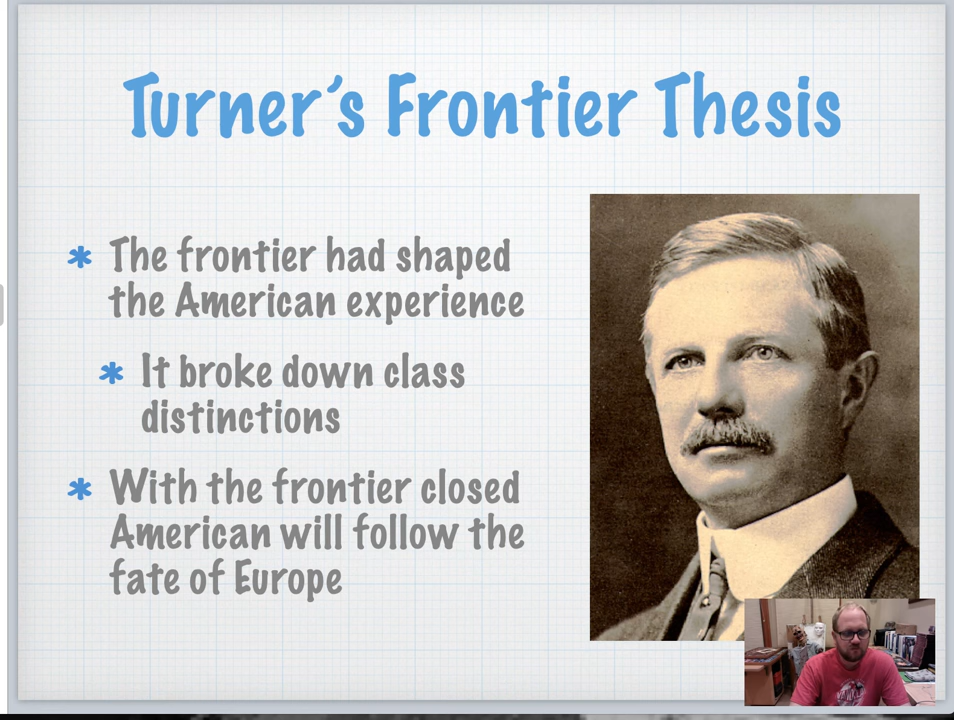 Turner's Frontier Thesis
* The frontier had shaped
the American experience
* It broke down class
distinctions
* With the frontier closed
American will follow the
fate of Europe